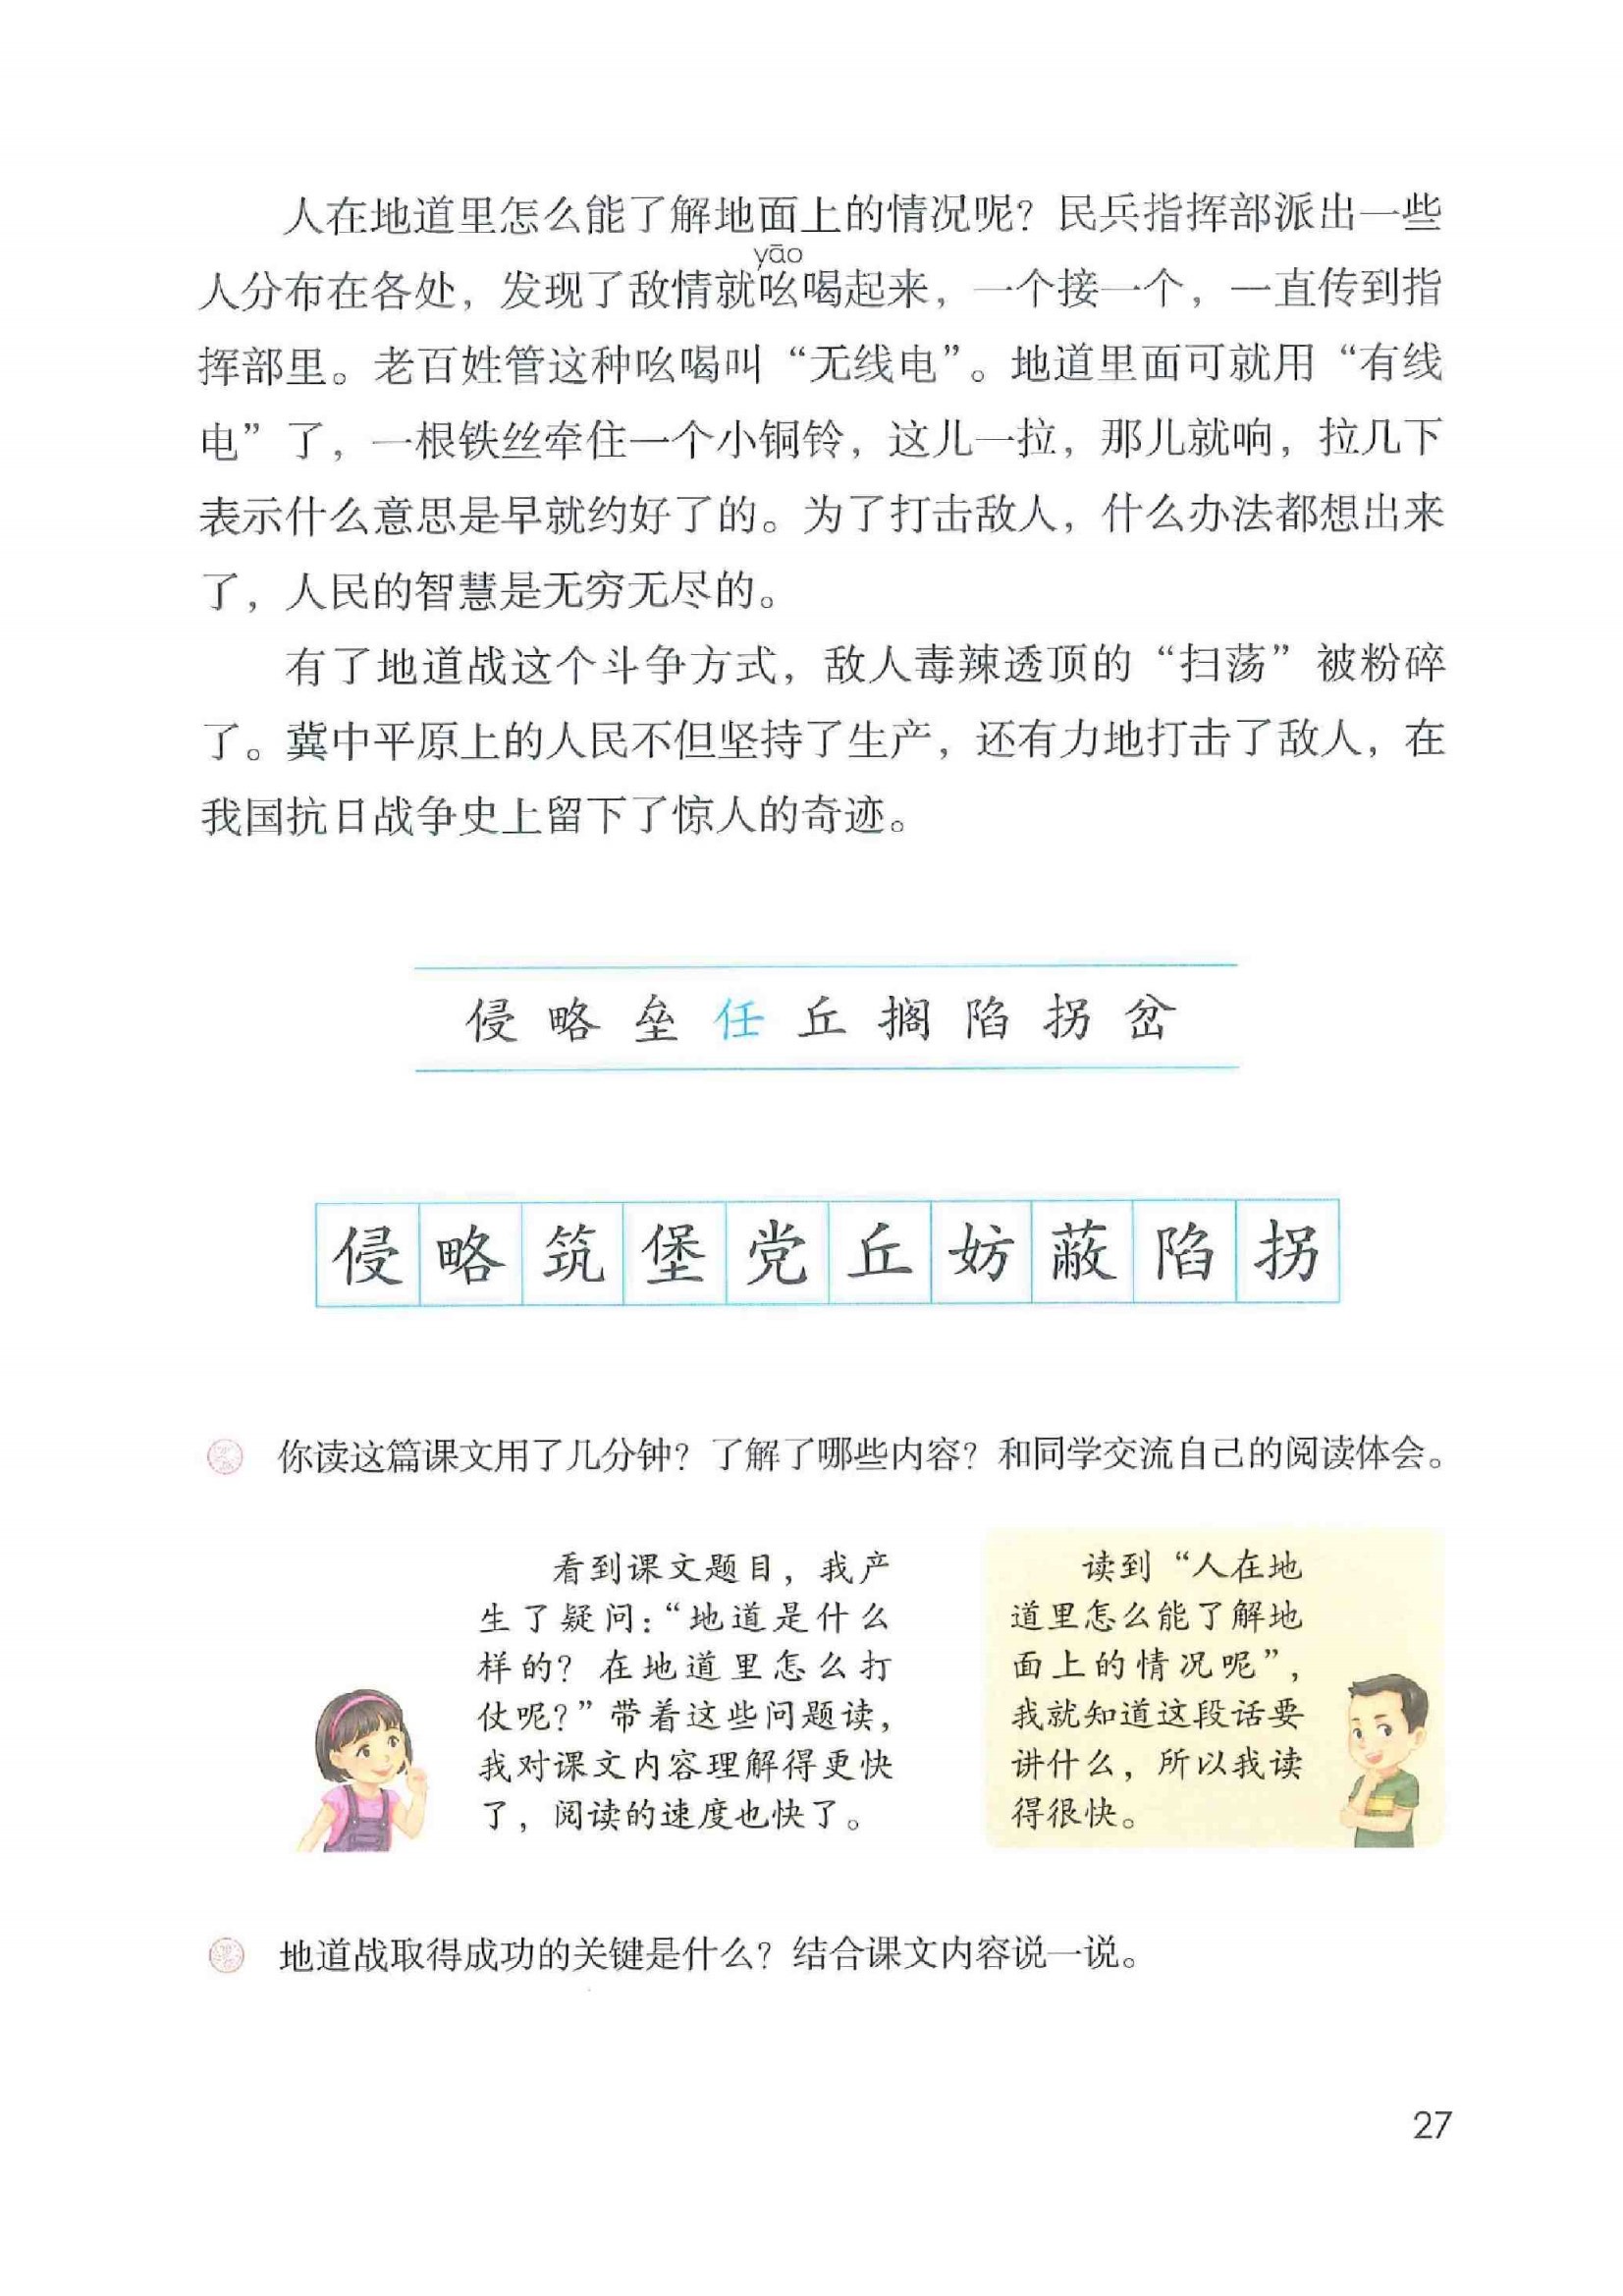 人在地道里怎么能了解地面上的情况呢？民兵指挥部派出一些
yāo
人分布在各处，发现了敌情就吆喝起来，一个接一个，一直传到指
挥部里。老百姓管这种吆喝叫“无线电”。地道里面可就用“有线
电”了，一根铁丝牵住一个小铜铃，这儿一拉，那儿就响，拉几下
表示什么意思是早就约好了的。为了打击敌人，什么办法都想出来
了，人民的智慧是无穷无尽的。
有了地道战这个斗争方式，敌人毒辣透顶的“扫荡”被粉碎
了。冀中平原上的人民不但坚持了生产，还有力地打击了敌人，在
我国抗日战争史上留下了惊人的奇迹。
侵 略 垒 任 丘 搁 陷 拐 岔
侵 略 筑 堡 党 丘 妨 蔽 陷 拐
你读这篇课文用了几分钟？了解了哪些内容？和同学交流自己的阅读体会。
看到课文题目，我产
生了疑问：“地道是什么
样的？在地道里怎么打
仗呢？”带着这些问题读，
我对课文内容理解得更快
了，阅读的速度也快了。
读到“人在地
道里怎么能了解地
面上的情况呢”，
我就知道这段话要
讲什么，所以我读
得很快。
地道战取得成功的关键是什么？结合课文内容说一说。
27